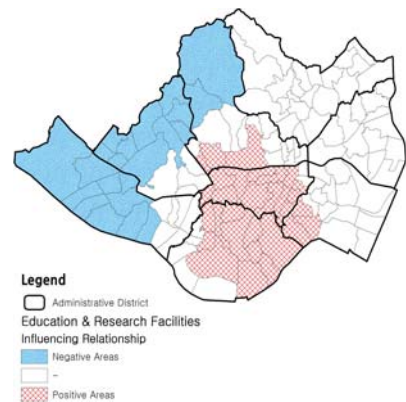 Legend
Administrative District
Education & Research Facilities
Influencing Relationship
Negative Areas
–
Positive Areas